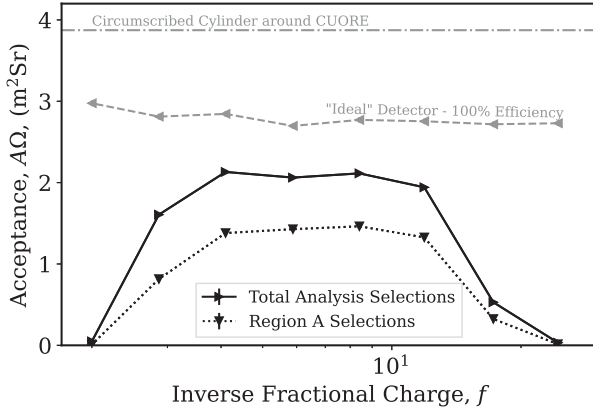 Circumscribed Cylinder around CUORE
"Ideal" Detector - 100% Efficiency
Acceptance, AΩ, (m²Sr)
4
3
2
1
0
Total Analysis Selections
Region A Selections
10¹
Inverse Fractional Charge, f